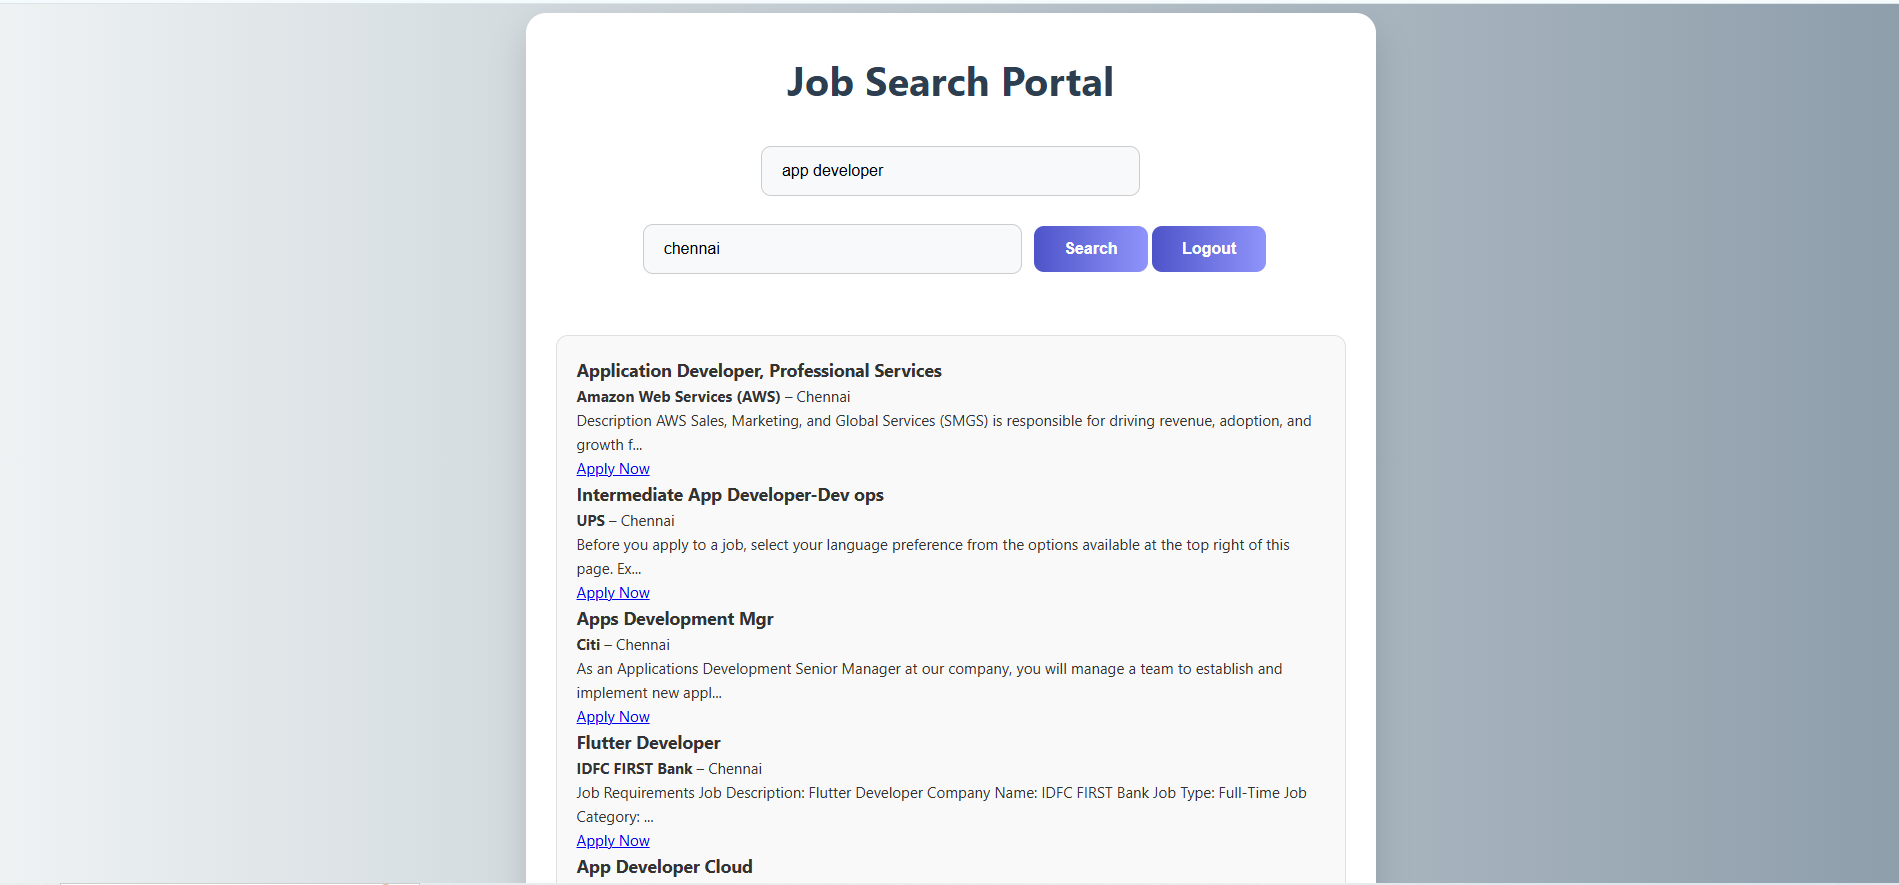 Job Search Portal
app developer
chennai
Search
Logout
Application Developer, Professional Services
Amazon Web Services (AWS) – Chennai
Description AWS Sales, Marketing, and Global Services (SMGS) is responsible for driving revenue, adoption, and
growth f...
Apply Now
Intermediate App Developer-Dev ops
UPS – Chennai
Before you apply to a job, select your language preference from the options available at the top right of this
page. Ex...
Apply Now
Apps Development Mgr
Citi – Chennai
As an Applications Development Senior Manager at our company, you will manage a team to establish and
implement new appl...
Apply Now
Flutter Developer
IDFC FIRST Bank – Chennai
Job Requirements Job Description: Flutter Developer Company Name: IDFC FIRST Bank Job Type: Full-Time Job
Category: ...
Apply Now
App Developer Cloud